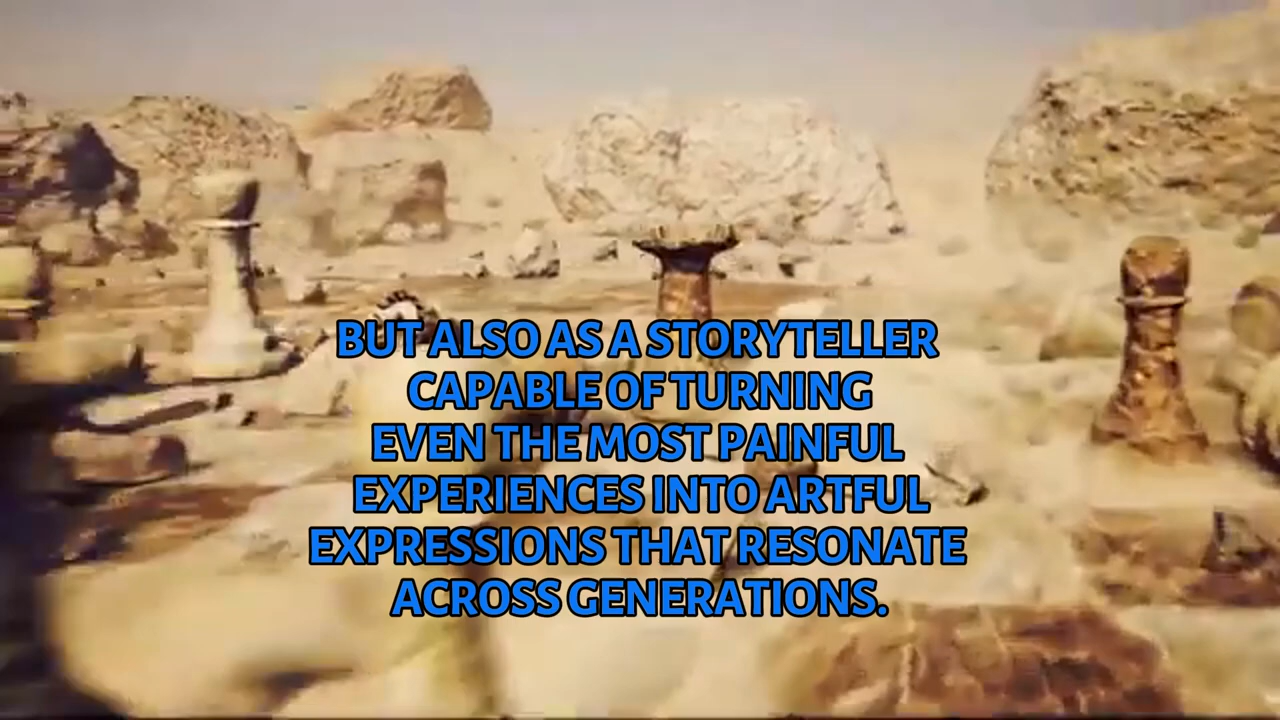 BUT ALSO AS A STORYTELLER
CAPABLE OF TURNING
EVEN THE MOST PAINFUL
EXPERIENCES INTO ARTFUL
EXPRESSIONS THAT RESONATE
ACROSS GENERATIONS.